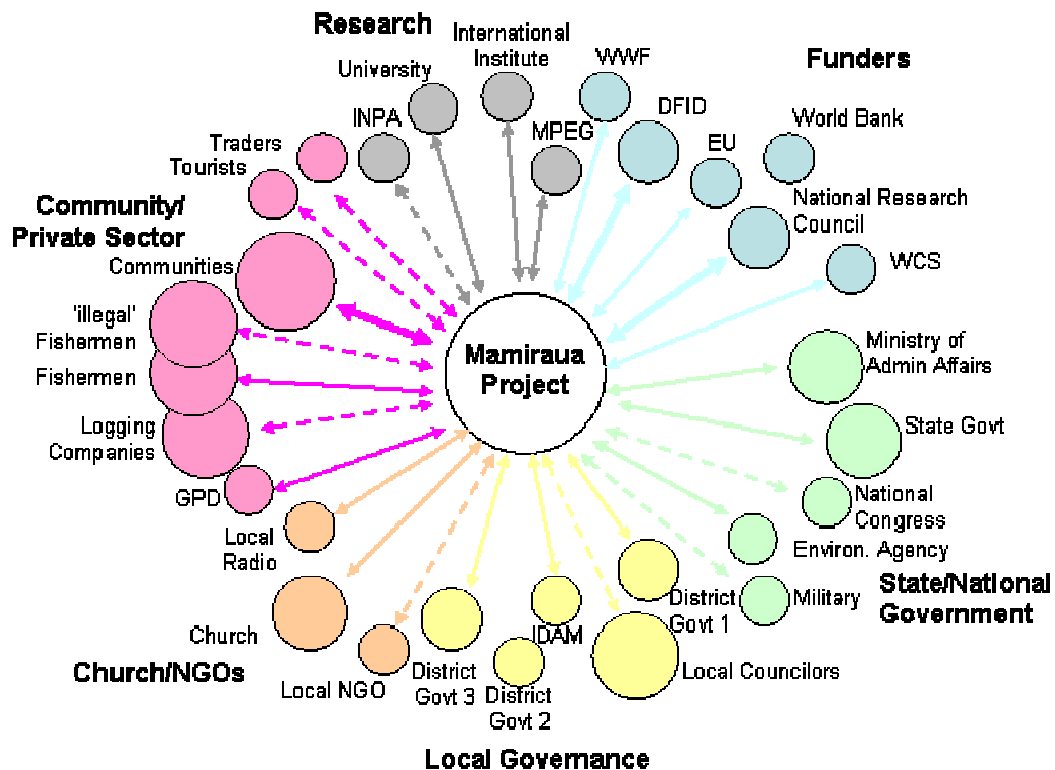 Research
International
Institute
WWF
Funders
University
DFID
INPA
MPEG
EU
World Bank
Traders
Tourists
National Research
Council
Community/
Private Sector
WCS
Communities
'illegal'
Fishermen
Mamiraua
Project
Ministry of
Admin Affairs
Fishermen
Logging
Companies
State Govt
GPD
National
Congress
Local
Radio
Environ. Agency
State/National
Government
Military
District
Govt 1
Church
IDAM
Church/NGOs
Local NGO
District
Govt 3
District
Govt 2
Local Councilors
Local Governance